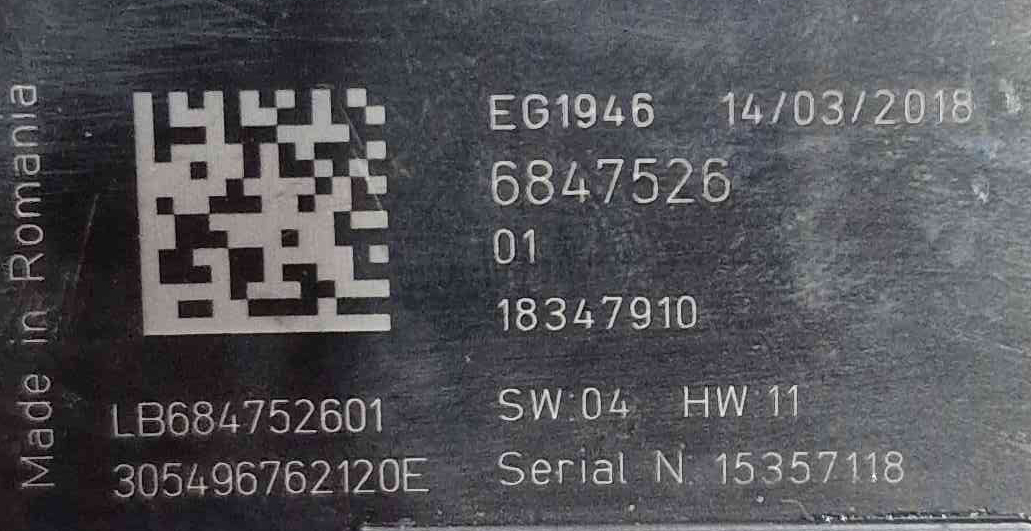 Made in Romania
EG1946 14/03/2018
6847526
01
18347910
LB684752601
305496762120E
SW:04 HW:11
Serial N. 15357118